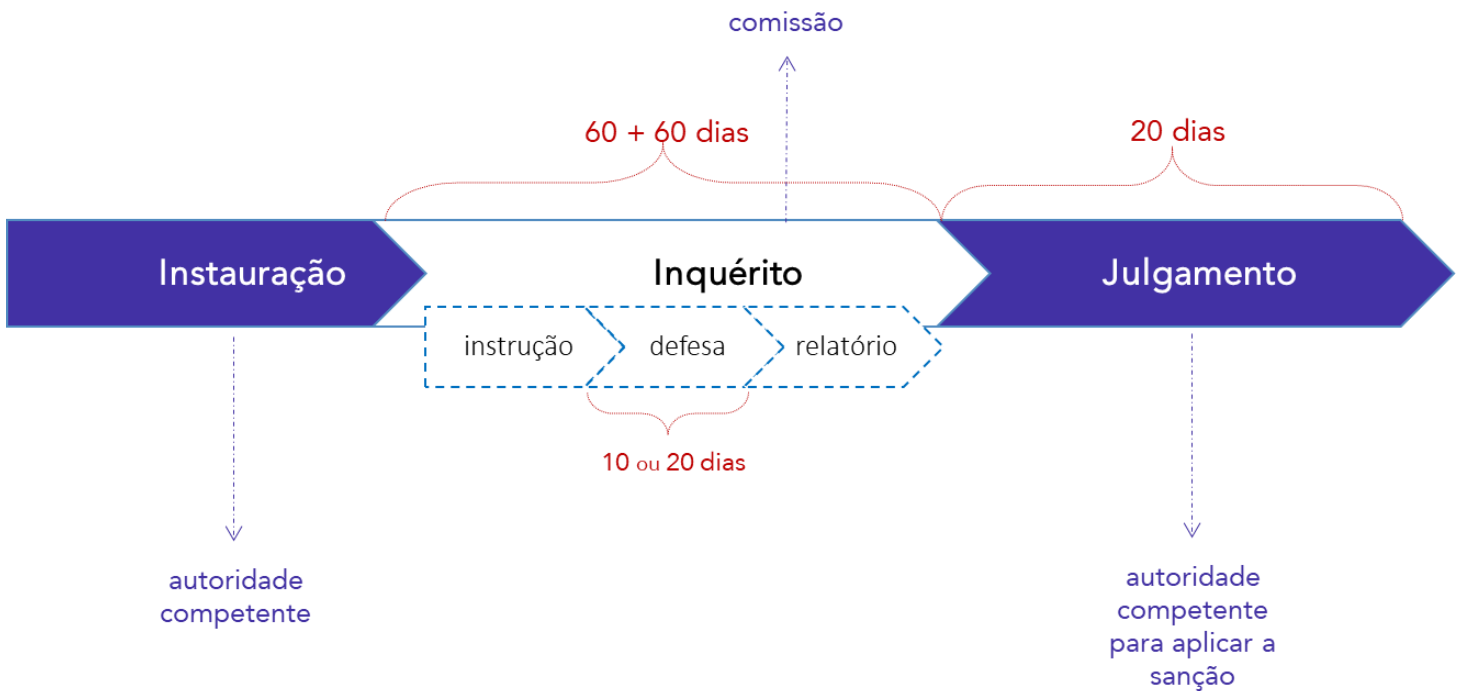 comissão
60 + 60 dias
20 dias
Instauração
Inquérito
Julgamento
instrução
defesa
relatório
10 ou 20 dias
autoridade
competente
autoridade
competente
para aplicar a
sanção